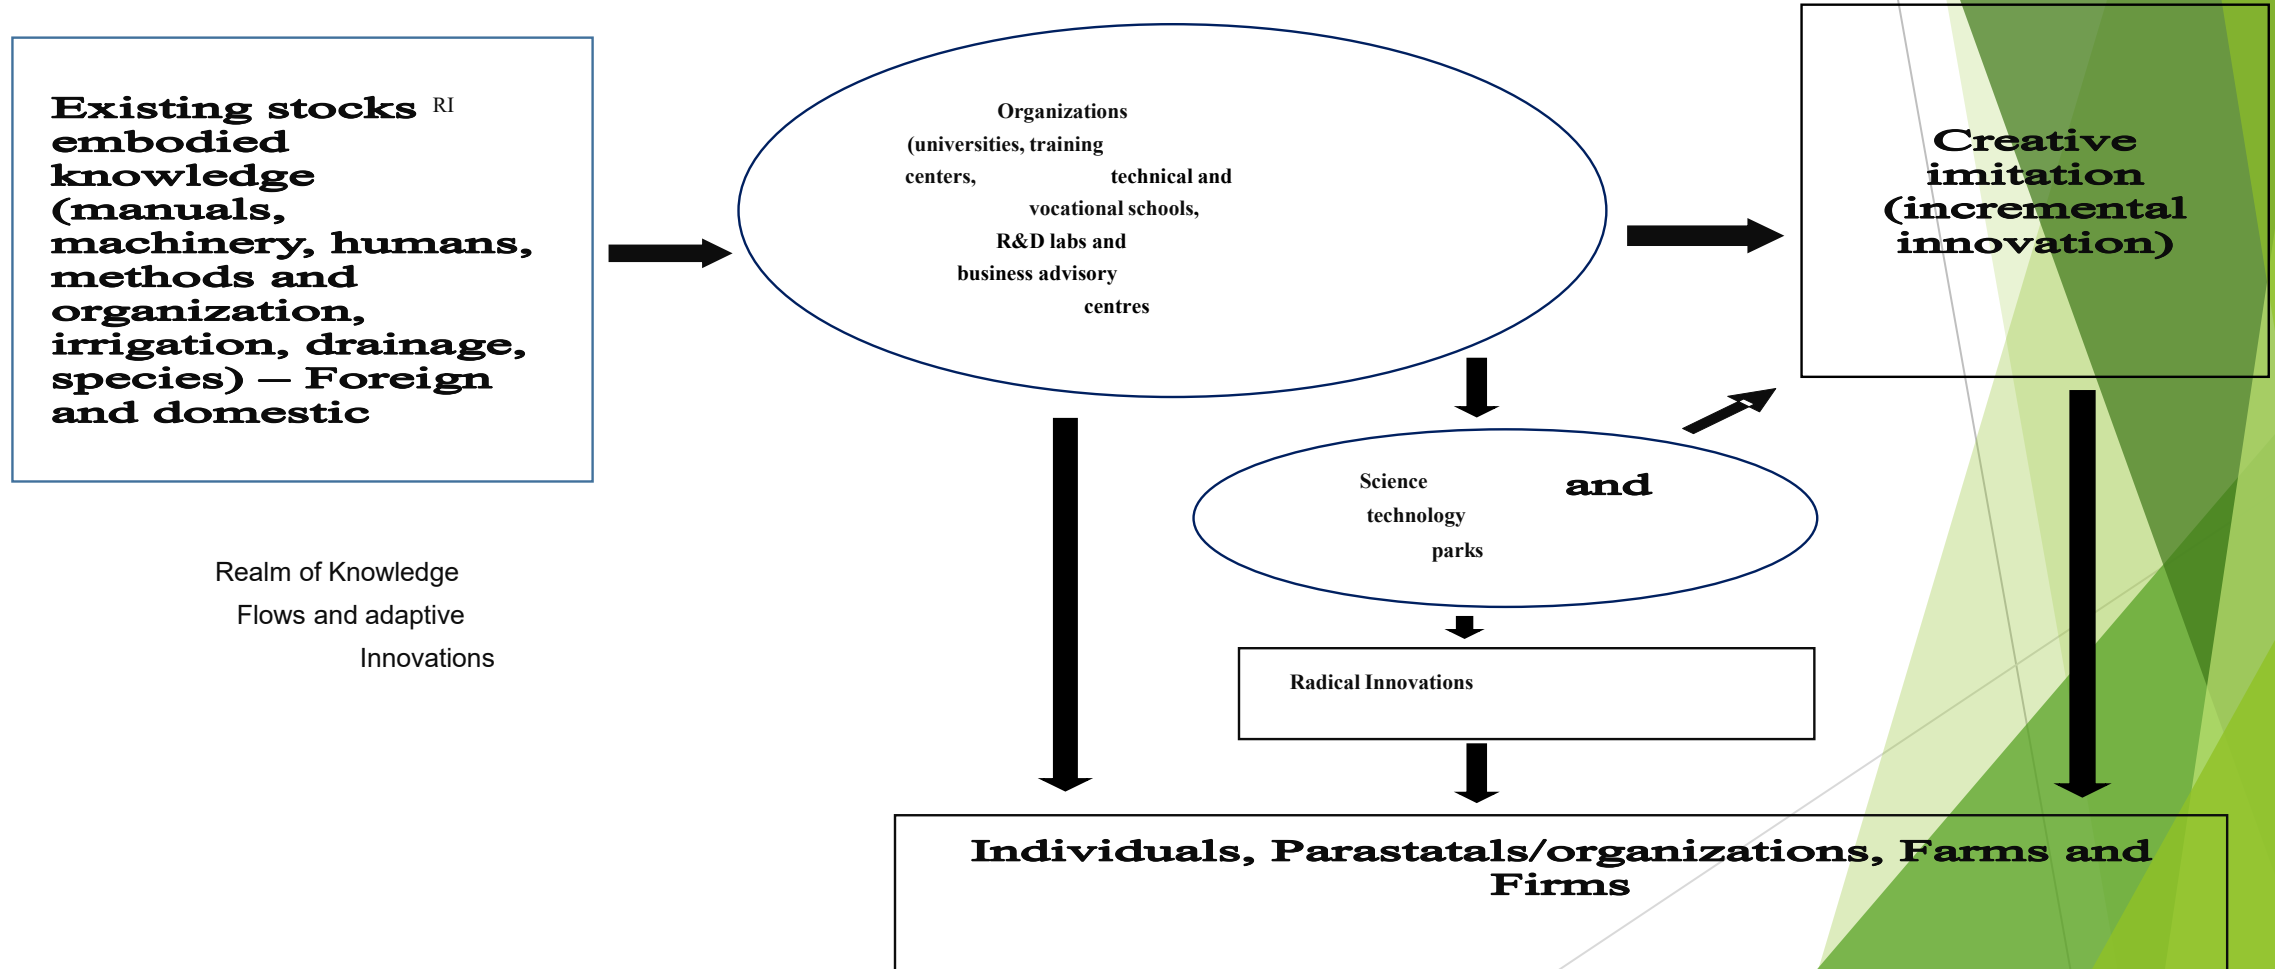 Existing stocks RI
embodied
knowledge
(manuals,
machinery, humans,
methods and
organization,
irrigation, drainage,
species) – Foreign
and domestic
Realm of Knowledge
Flows and adaptive
Innovations
Organizations
(universities, training
centers, technical and
vocational schools,
R&D labs and
business advisory
centres
Creative
imitation
(incremental
innovation)
Science and
technology
parks
Radical Innovations
Individuals, Parastatals/organizations, Farms and
Firms